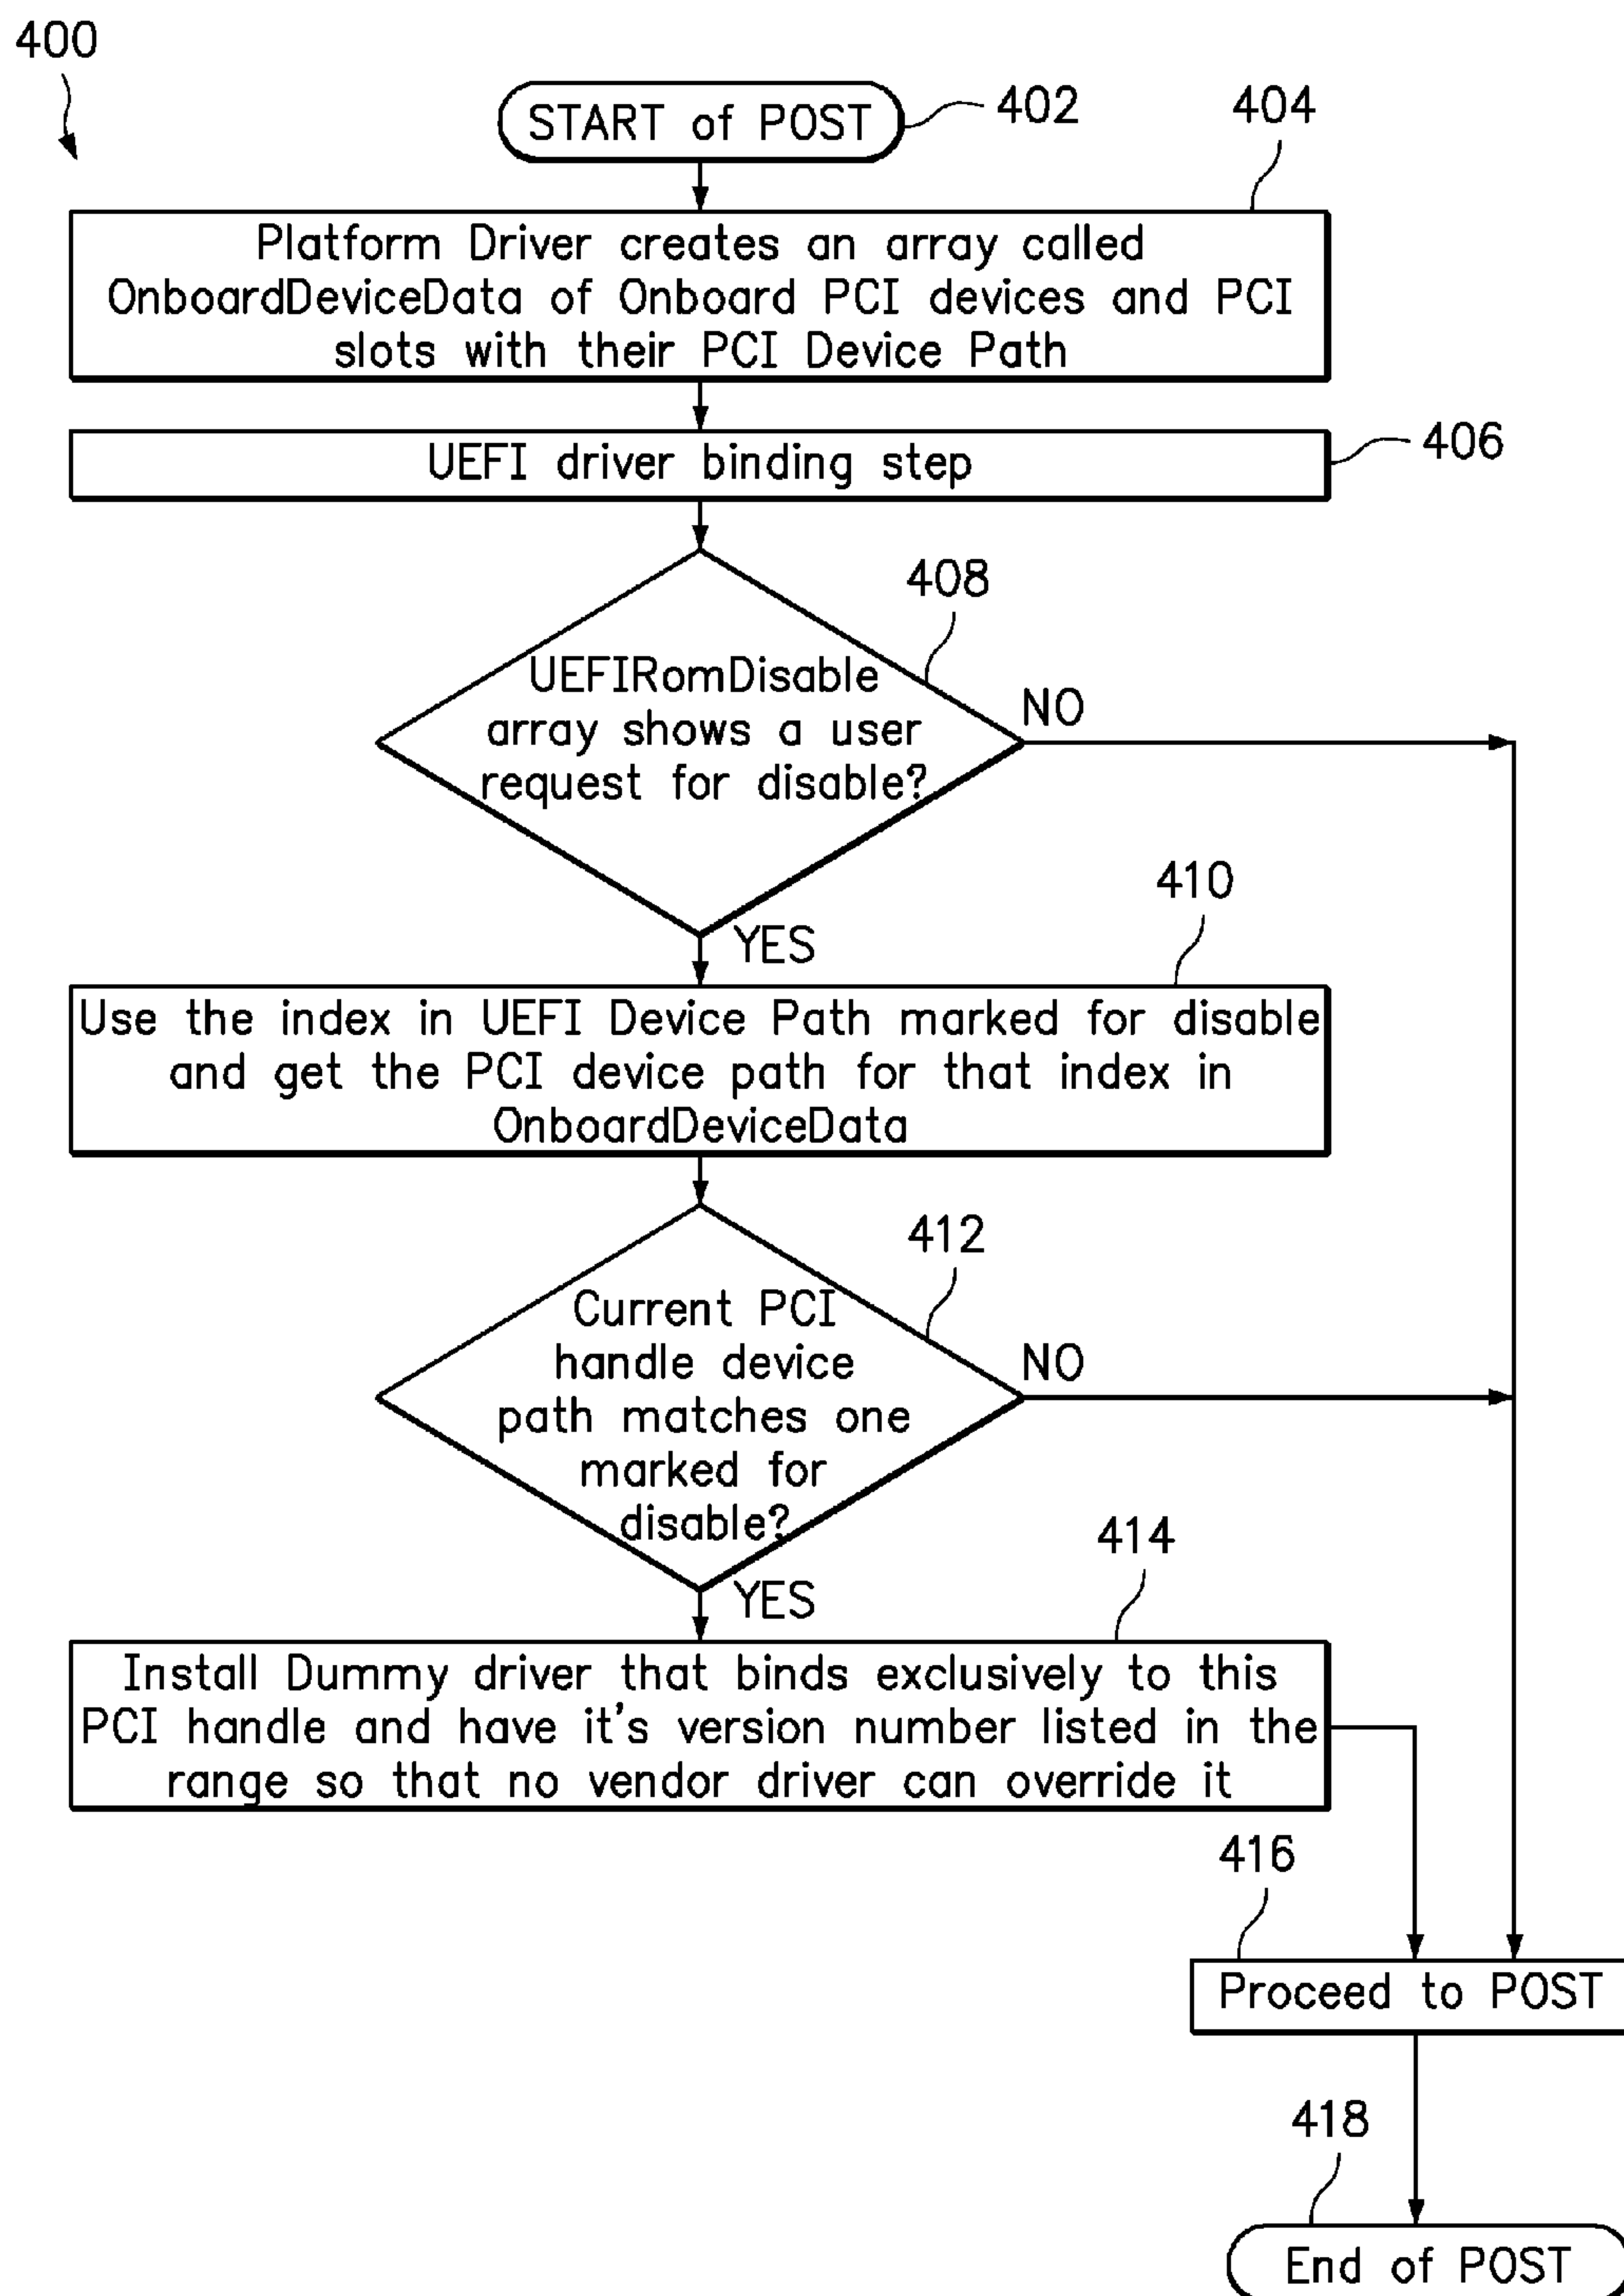 400
START of POST
402
404
Platform Driver creates an array called
OnboardDeviceData of Onboard PCI devices and PCI
slots with their PCI Device Path
UEFI driver binding step
406
408
UEFIRomDisable
array shows a user
request for disable?
NO
YES
410
Use the index in UEFI Device Path marked for disable
and get the PCI device path for that index in
OnboardDeviceData
412
Current PCI
handle device
path matches one
marked for
disable?
NO
YES
414
Install Dummy driver that binds exclusively to this
PCI handle and have it's version number listed in the
range so that no vendor driver can override it
416
Proceed to POST
418
End of POST